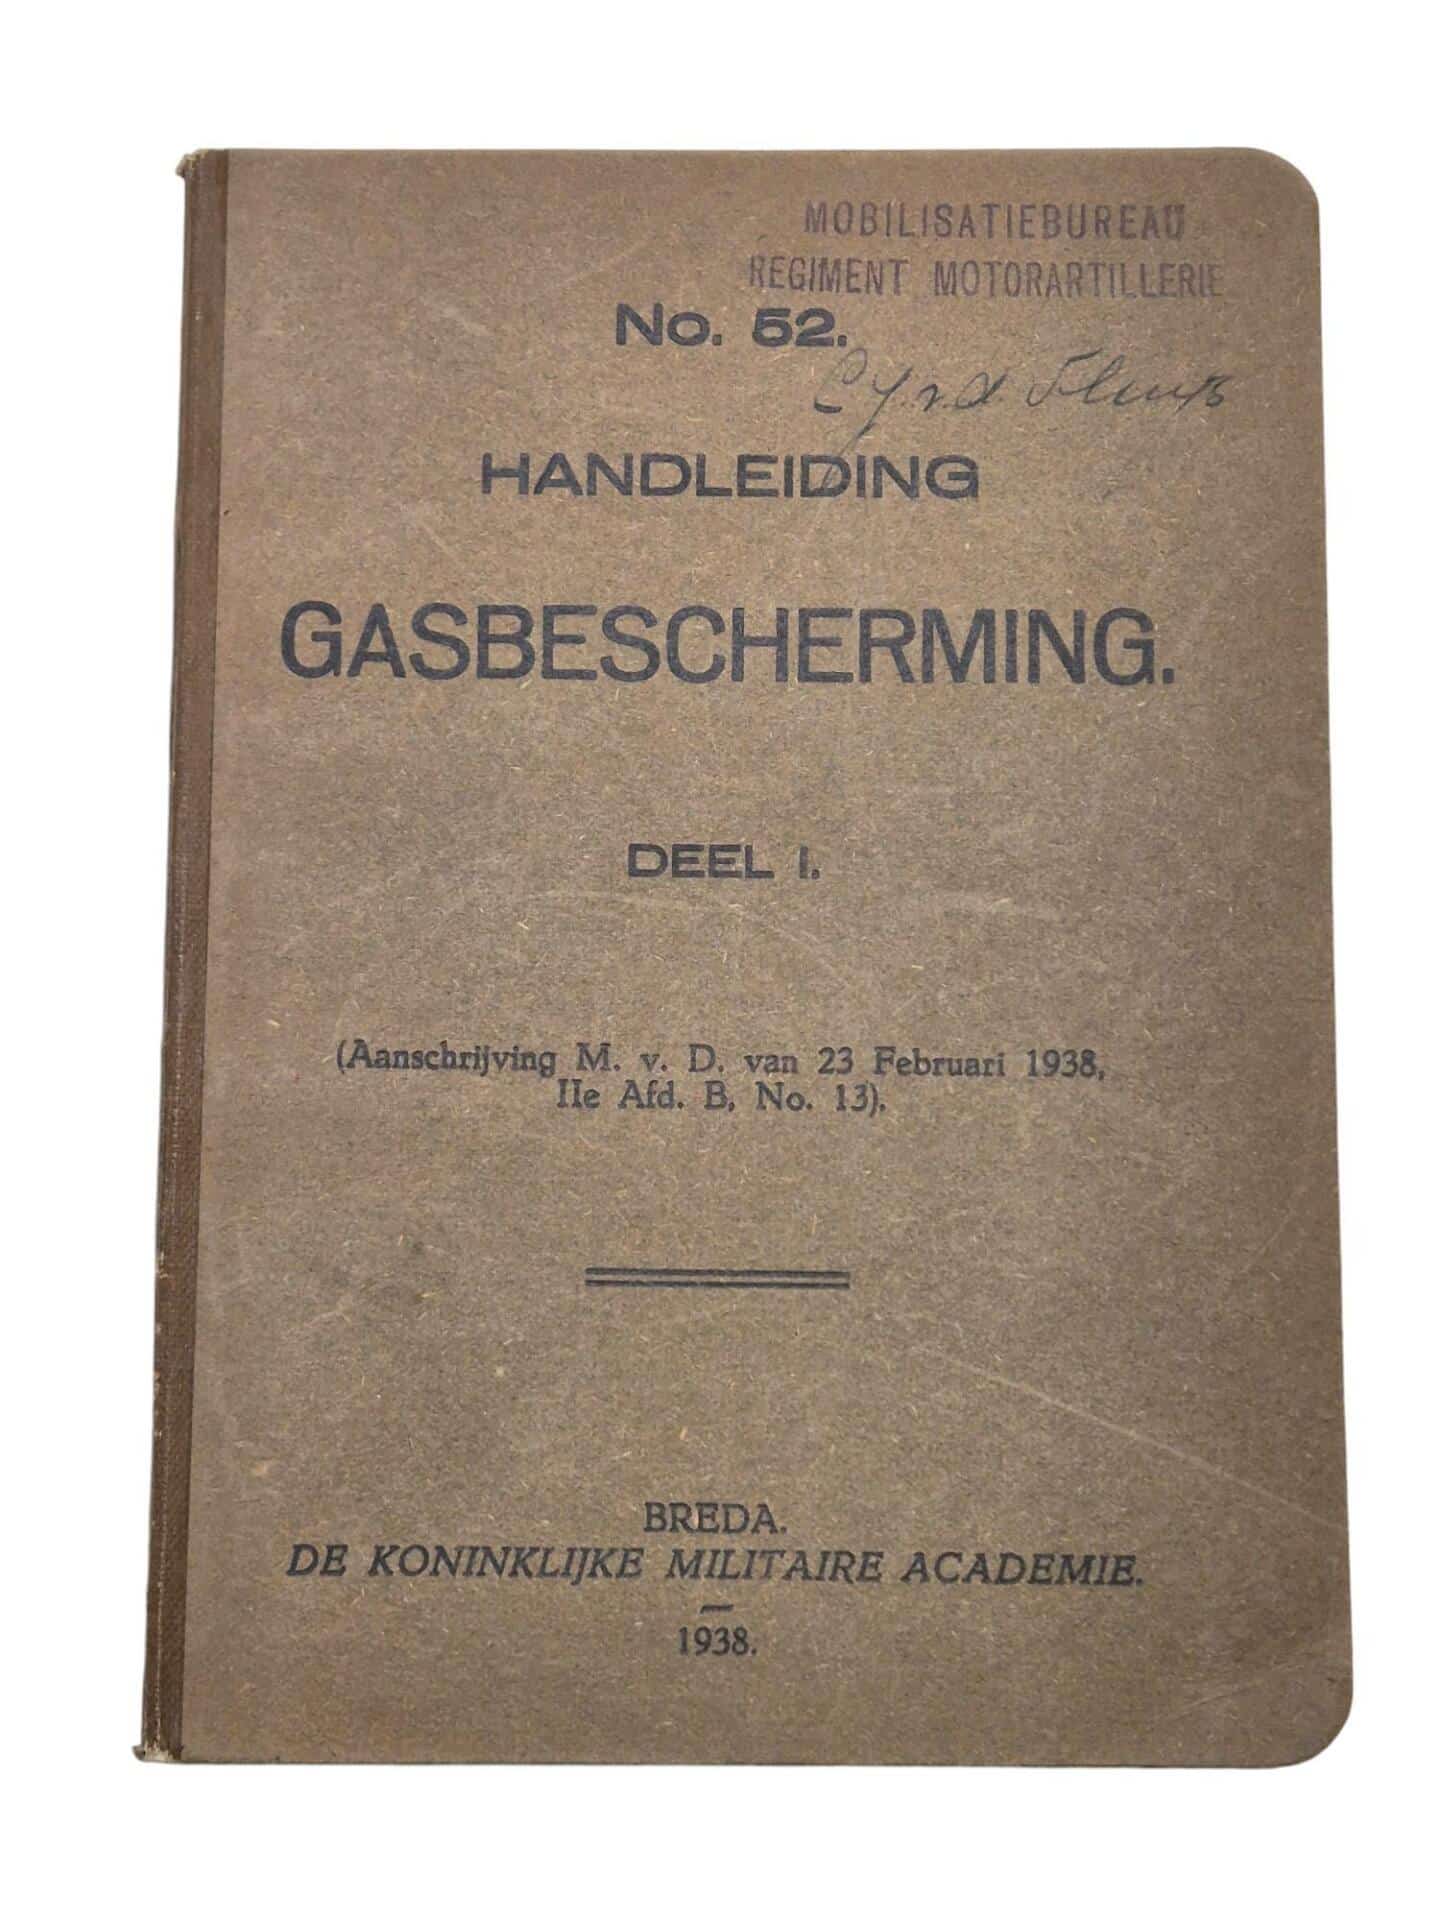 MOBILISATIEBUREAU
REGIMENT MOTORARTILLERIE
No. 52.
HANDLEIDING
GASBESCHERMING.
DEEL I.
(Aanschrijving M. v. D. van 23 Februari 1938,
IIe Afd. B, No. 13).
BREDA.
DE KONINKLIJKE MILITAIRE ACADEMIE.
1938.